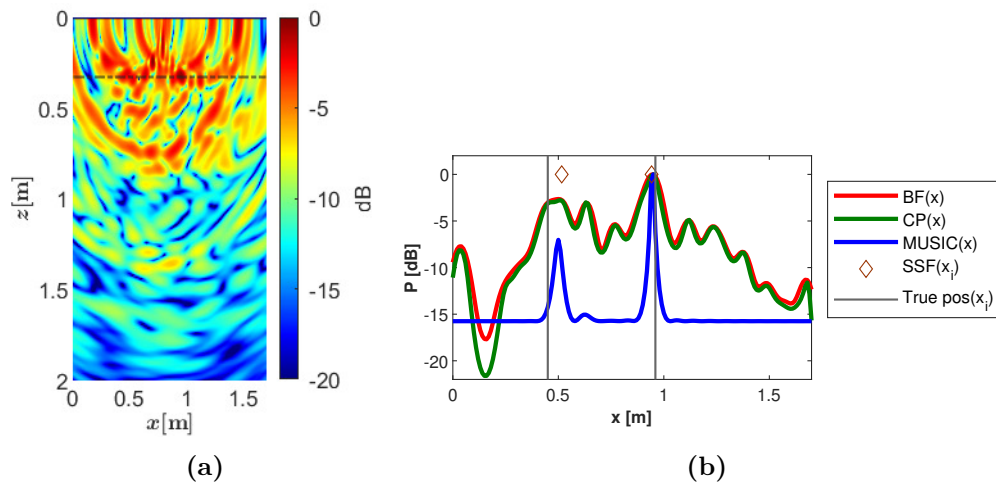 0
0.5
1
1.5
2
z[m]
0 0.5 1 1.5
x[m]
0
-5
-10
-15
-20
dB
(a)
0
-5
-10
-15
-20
P [dB]
0 0.5 1 1.5
x [m]
BF(x)
CP(x)
MUSIC(x)
SSF(x_i)
True pos(x_i)
(b)